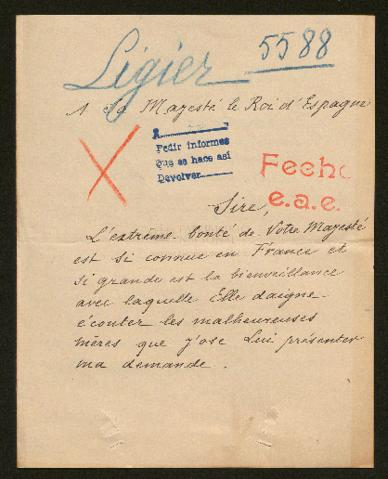 Ligier 5588
A Sa Majesté le Roi d'Espagne
Pedir informes
Que se hace asi
Devolver
Fecho
e.a.e.
Sire,
L'extrême bonté de Votre Majesté
est si connue en France et
si grande est la bienveillance
avec laquelle Elle daigne
écouter les malheureuses
mères que j'ose Lui présenter
ma demande.